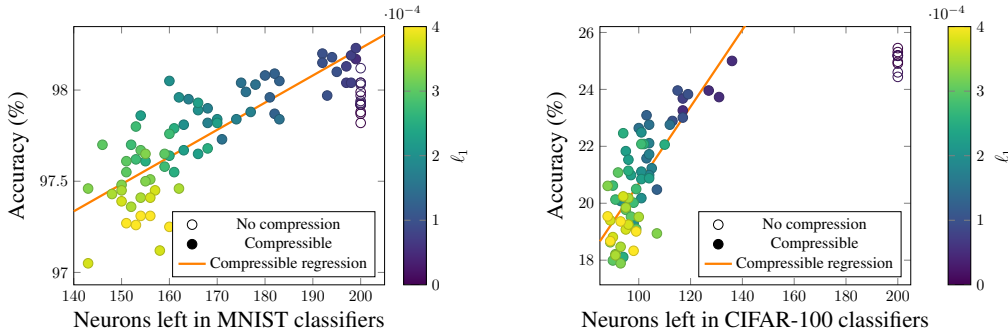 ·10⁻⁴
98
97.5
97
Accuracy (%)
140 150 160 170 180 190 200
Neurons left in MNIST classifiers
No compression
Compressible
Compressible regression
4
3
2
1
0
ℓ₁
·10⁻⁴
26
24
22
20
18
Accuracy (%)
100 120 140 160 180 200
Neurons left in CIFAR-100 classifiers
No compression
Compressible
Compressible regression
4
3
2
1
0
ℓ₁